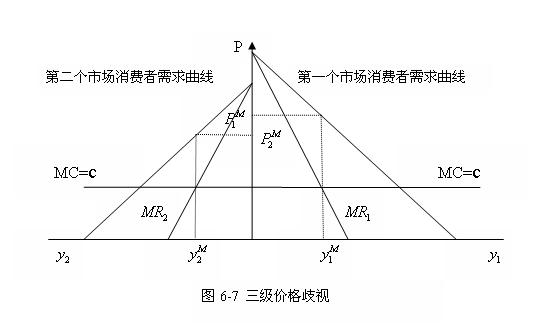 P
第二个市场消费者需求曲线
第一个市场消费者需求曲线
P₁ᴹ
P₂ᴹ
MC=c
MC=c
MR₂
MR₁
y₂
y₂ᴹ
y₁ᴹ
y₁
图 6-7 三级价格歧视